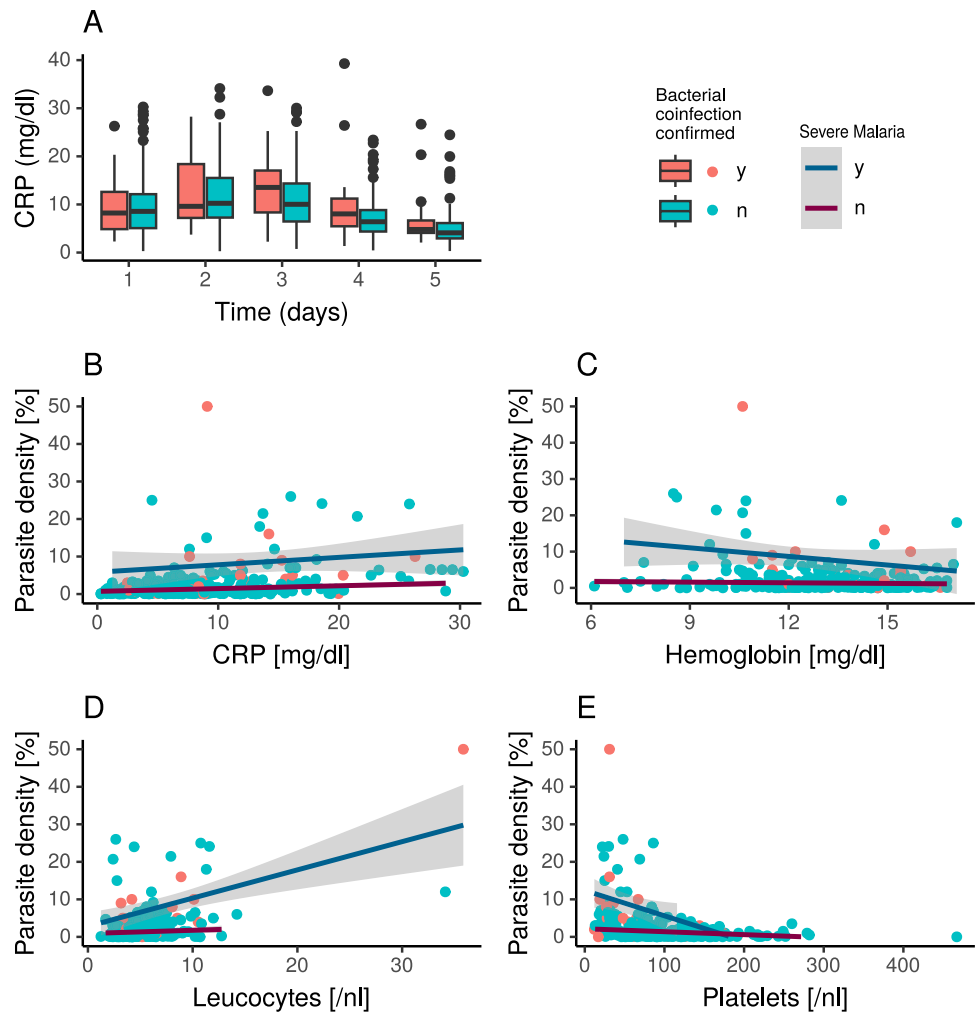 A
CRP (mg/dl)
40
30
20
10
0
1 2 3 4 5
Time (days)
Bacterial
coinfection
confirmed
y
n
Severe Malaria
y
n
B
Parasite density [%]
50
40
30
20
10
0
0 10 20 30
CRP [mg/dl]
C
Parasite density [%]
50
40
30
20
10
0
6 9 12 15
Hemoglobin [mg/dl]
D
Parasite density [%]
50
40
30
20
10
0
0 10 20 30
Leucocytes [/nl]
E
Parasite density [%]
50
40
30
20
10
0
0 100 200 300 400
Platelets [/nl]